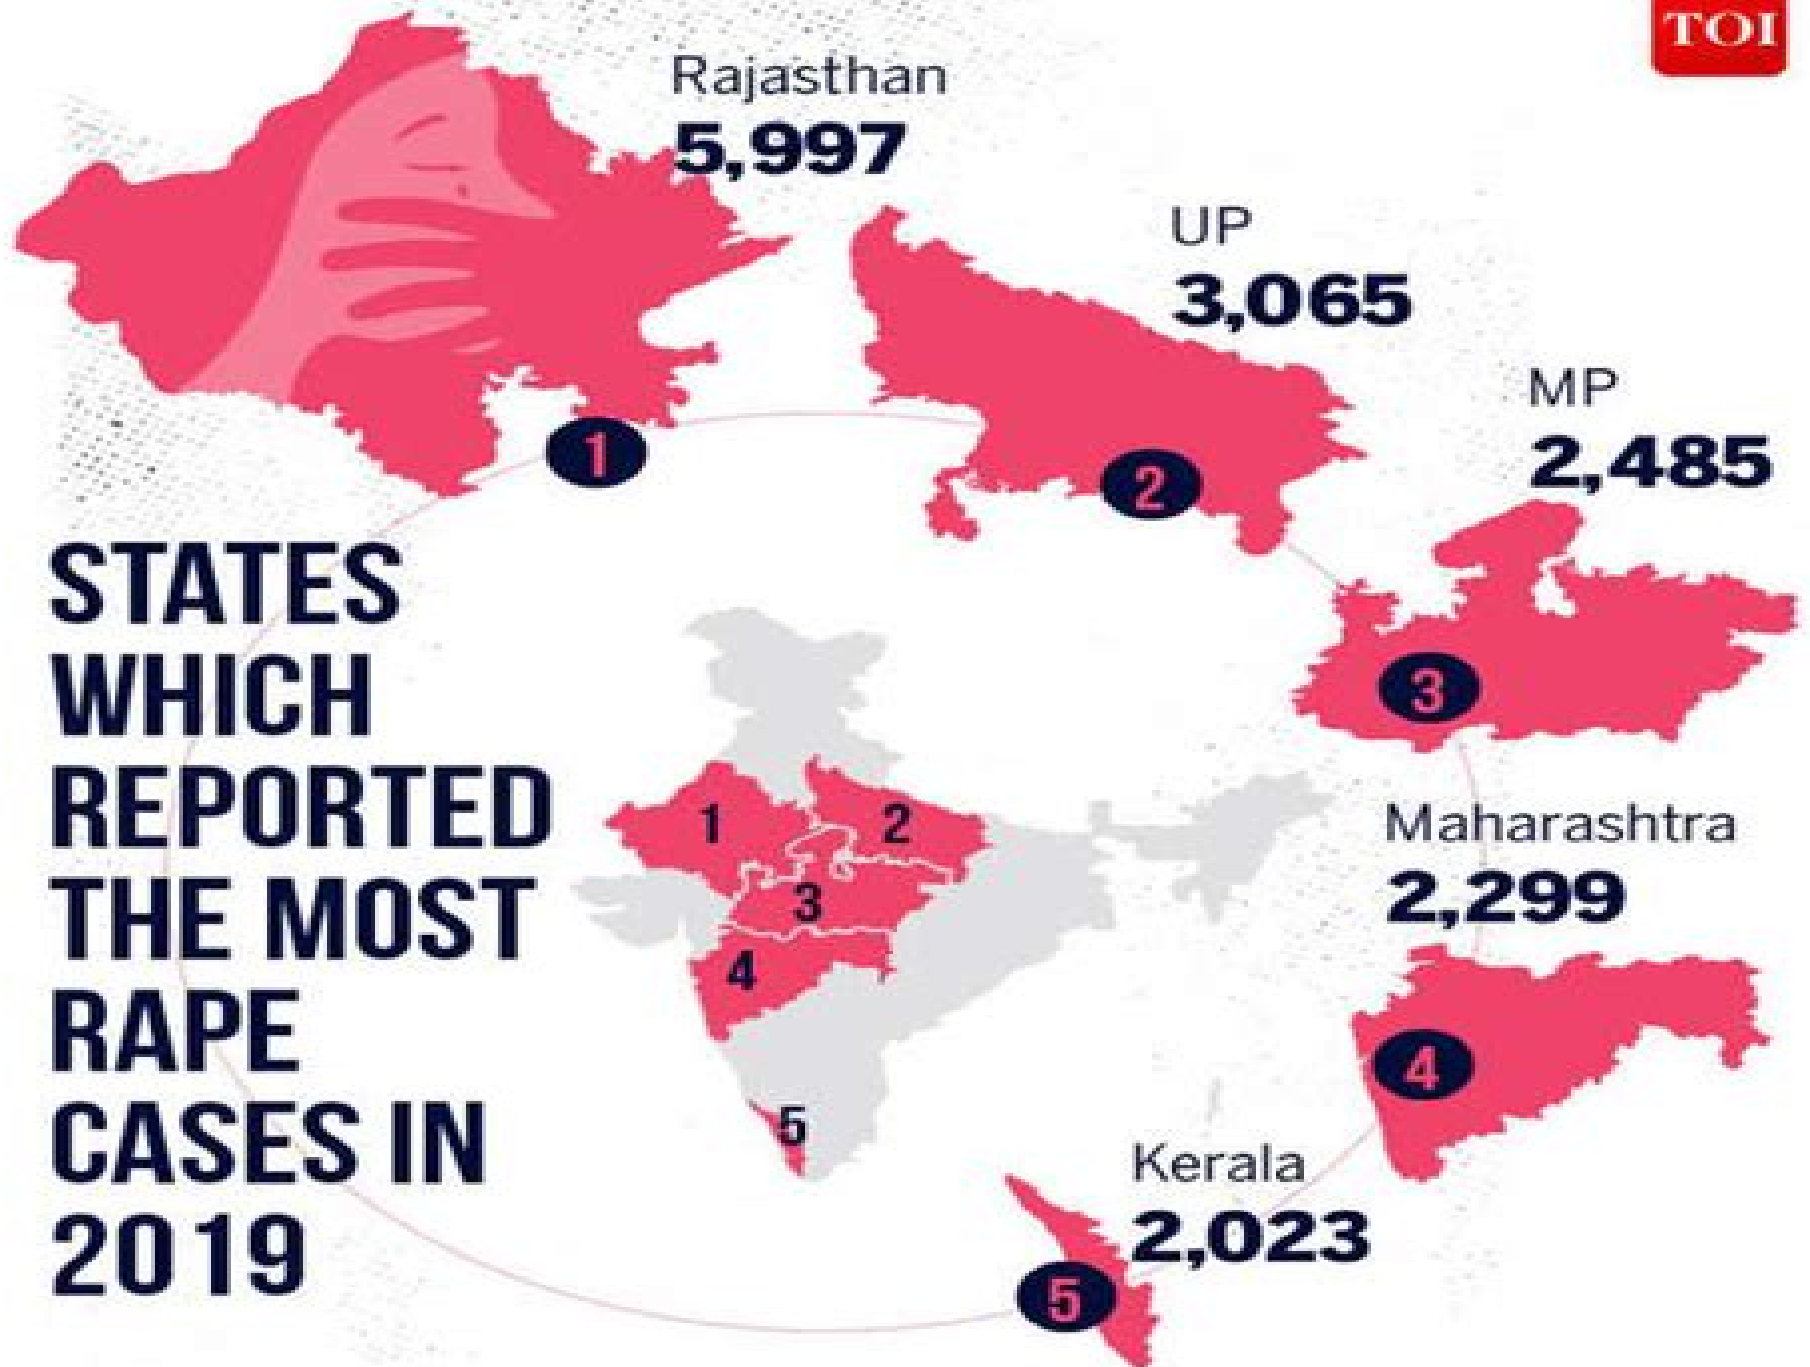 TOI
Rajasthan
5,997
UP
3,065
MP
2,485
1
2
3
STATES
WHICH
REPORTED
THE MOST
RAPE
CASES IN
2019
1
2
3
4
5
Maharashtra
2,299
4
Kerala
2,023
5